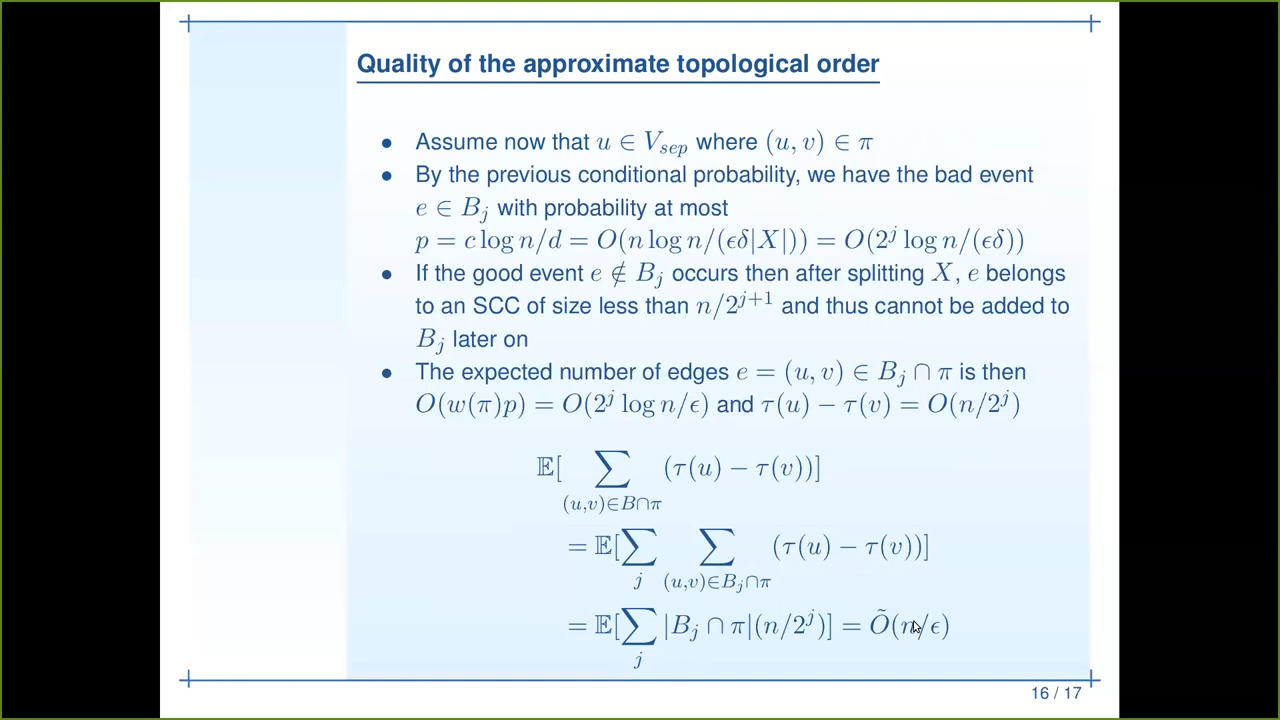 Quality of the approximate topological order
• Assume now that u ∈ V_sep where (u, v) ∈ π
• By the previous conditional probability, we have the bad event
e ∈ B_j with probability at most
p = c log n/d = O(n log n/(ϵδ|X|)) = O(2^j log n/(ϵδ))
• If the good event e ∉ B_j occurs then after splitting X, e belongs
to an SCC of size less than n/2^{j+1} and thus cannot be added to
B_j later on
• The expected number of edges e = (u, v) ∈ B_j ∩ π is then
O(w(π)p) = O(2^j log n/ϵ) and τ(u) − τ(v) = O(n/2^j)
𝔼[ ∑_{(u,v)∈B∩π} (τ(u) − τ(v))]
= 𝔼[∑_j ∑_{(u,v)∈B_j∩π} (τ(u) − τ(v))]
= 𝔼[∑_j |B_j ∩ π|(n/2^j)] = Õ(n/ϵ)
16 / 17